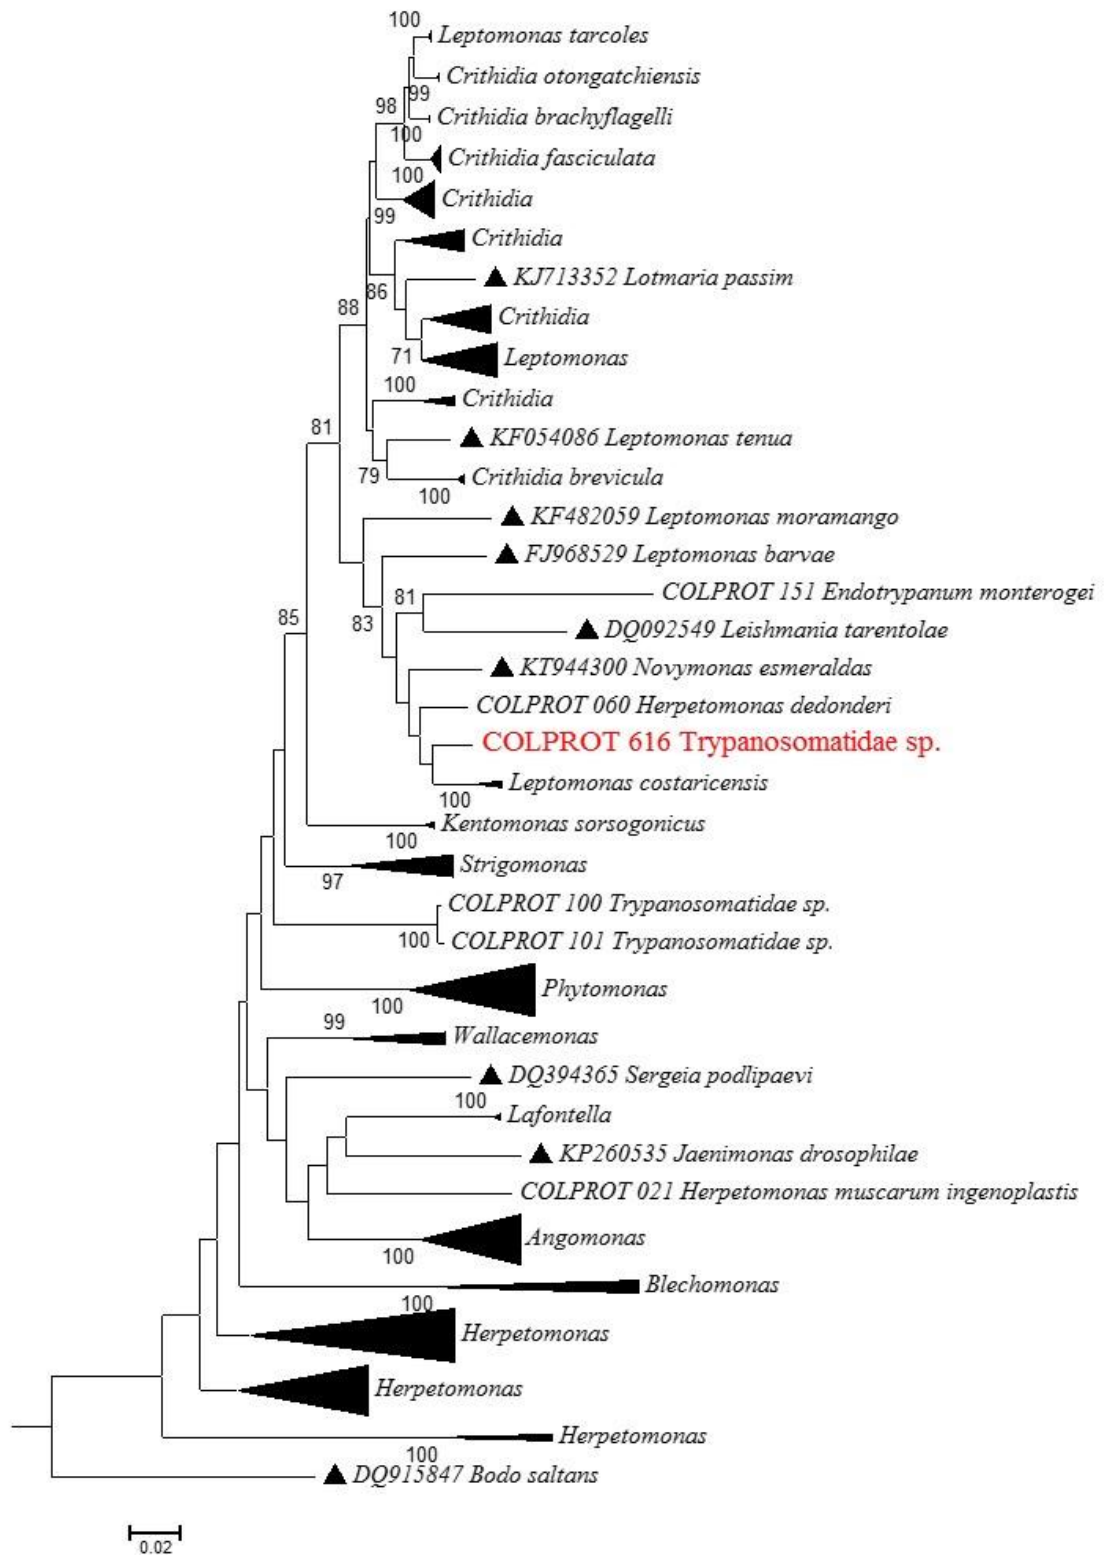 100
Leptomonas tarcoles
Crithidia otongatchiensis
99
98
Crithidia brachyflagelli
100
Crithidia fasciculata
100
Crithidia
99
Crithidia
KJ713352 Lotmaria passim
86
88
Crithidia
71
Leptomonas
100
Crithidia
81
KF054086 Leptomonas tenua
79
Crithidia brevicula
100
KF482059 Leptomonas moramango
FJ968529 Leptomonas barvae
COLPROT 151 Endotrypanum monterogei
81
85
83
DQ092549 Leishmania tarentolae
KT944300 Novymonas esmeraldas
COLPROT 060 Herpetomonas dedonderi
COLPROT 616 Trypanosomatidae sp.
Leptomonas costaricensis
100
Kentomonas sorsogonicus
100
Strigomonas
97
COLPROT 100 Trypanosomatidae sp.
100
COLPROT 101 Trypanosomatidae sp.
Phytomonas
100
99
Wallacemonas
DQ394365 Sergeia podlipaevi
100
Lafontella
KP260535 Jaenimonas drosophilae
COLPROT 021 Herpetomonas muscarum ingenoplastis
Angomonas
100
Blechomonas
100
Herpetomonas
Herpetomonas
Herpetomonas
100
DQ915847 Bodo saltans
0.02